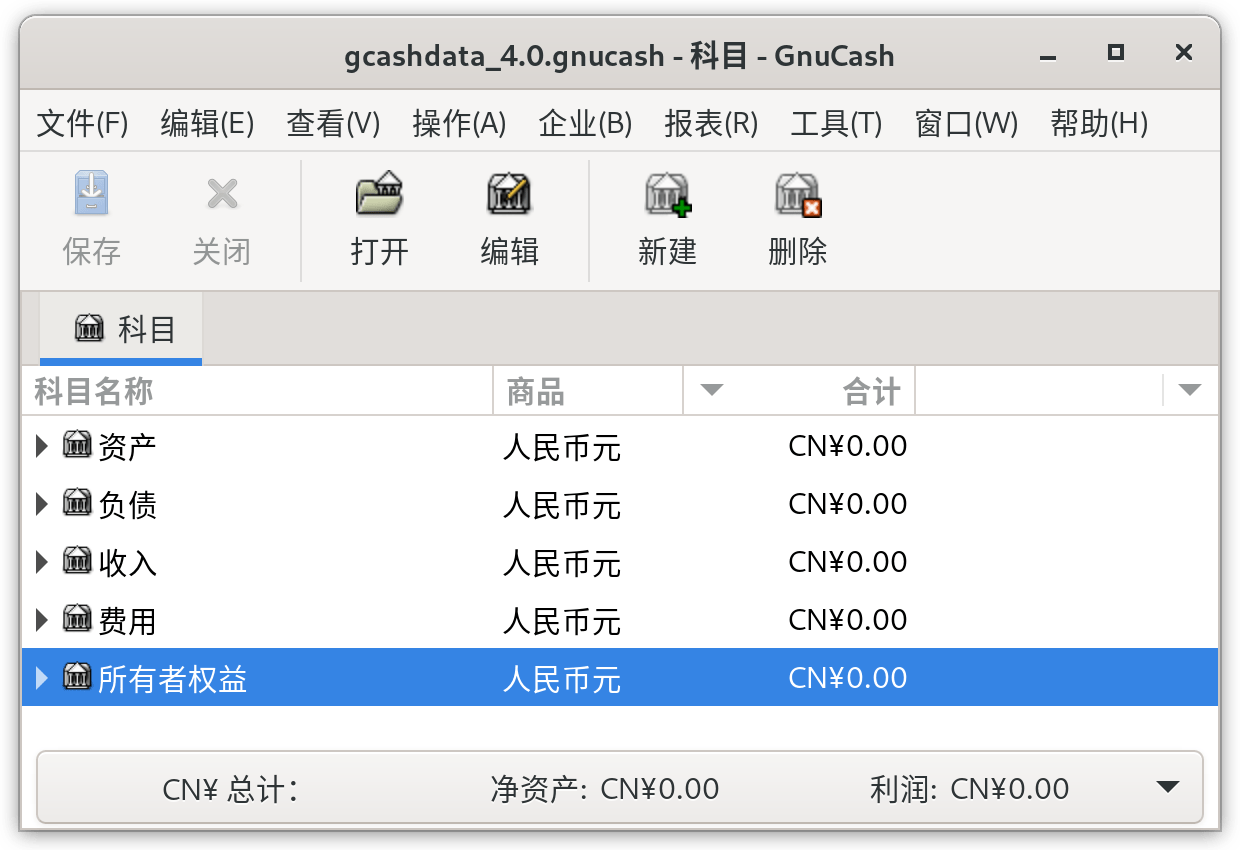 gcashdata_4.0.gnucash - 科目 - GnuCash
文件(F) 编辑(E) 查看(V) 操作(A) 企业(B) 报表(R) 工具(T) 窗口(W) 帮助(H)
保存 关闭 打开 编辑 新建 删除
科目
科目名称 商品 合计
资产 人民币元 CN¥0.00
负债 人民币元 CN¥0.00
收入 人民币元 CN¥0.00
费用 人民币元 CN¥0.00
所有者权益 人民币元 CN¥0.00
CN¥ 总计： 净资产: CN¥0.00 利润: CN¥0.00